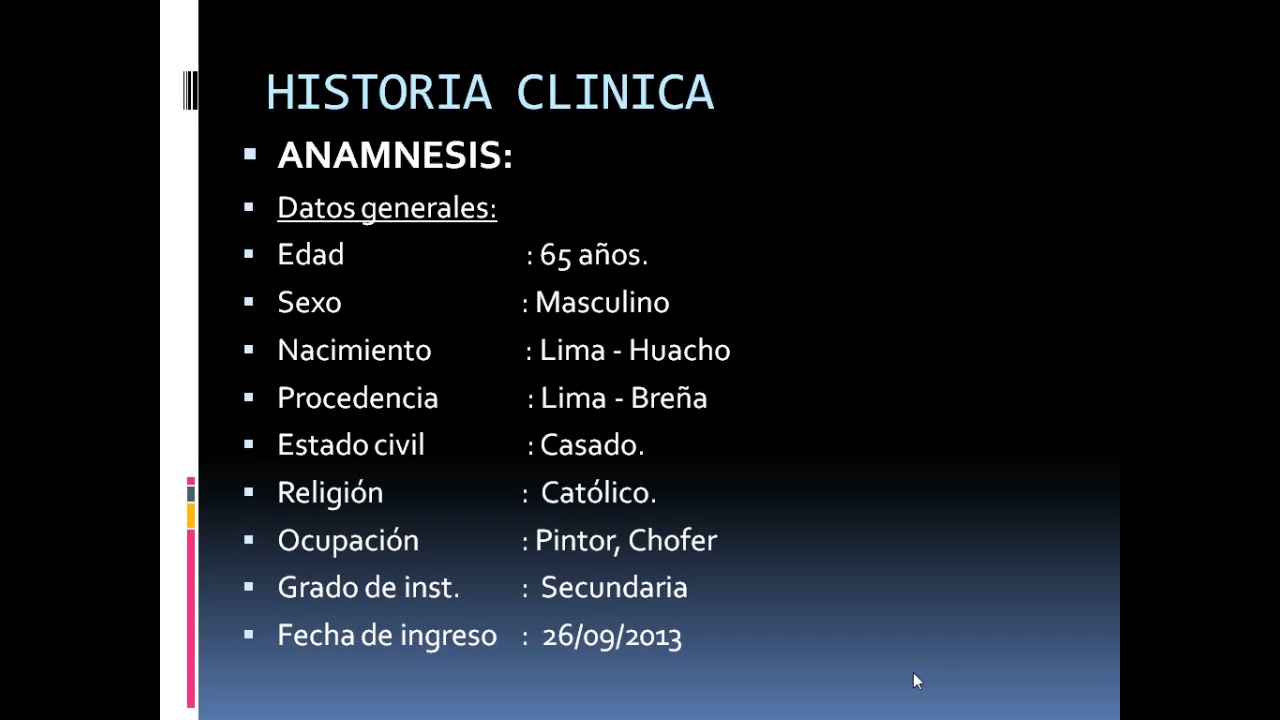 HISTORIA CLINICA
ANAMNESIS:
Datos generales:
Edad : 65 años.
Sexo : Masculino
Nacimiento : Lima - Huacho
Procedencia : Lima - Breña
Estado civil : Casado.
Religión : Católico.
Ocupación : Pintor, Chofer
Grado de inst. : Secundaria
Fecha de ingreso : 26/09/2013